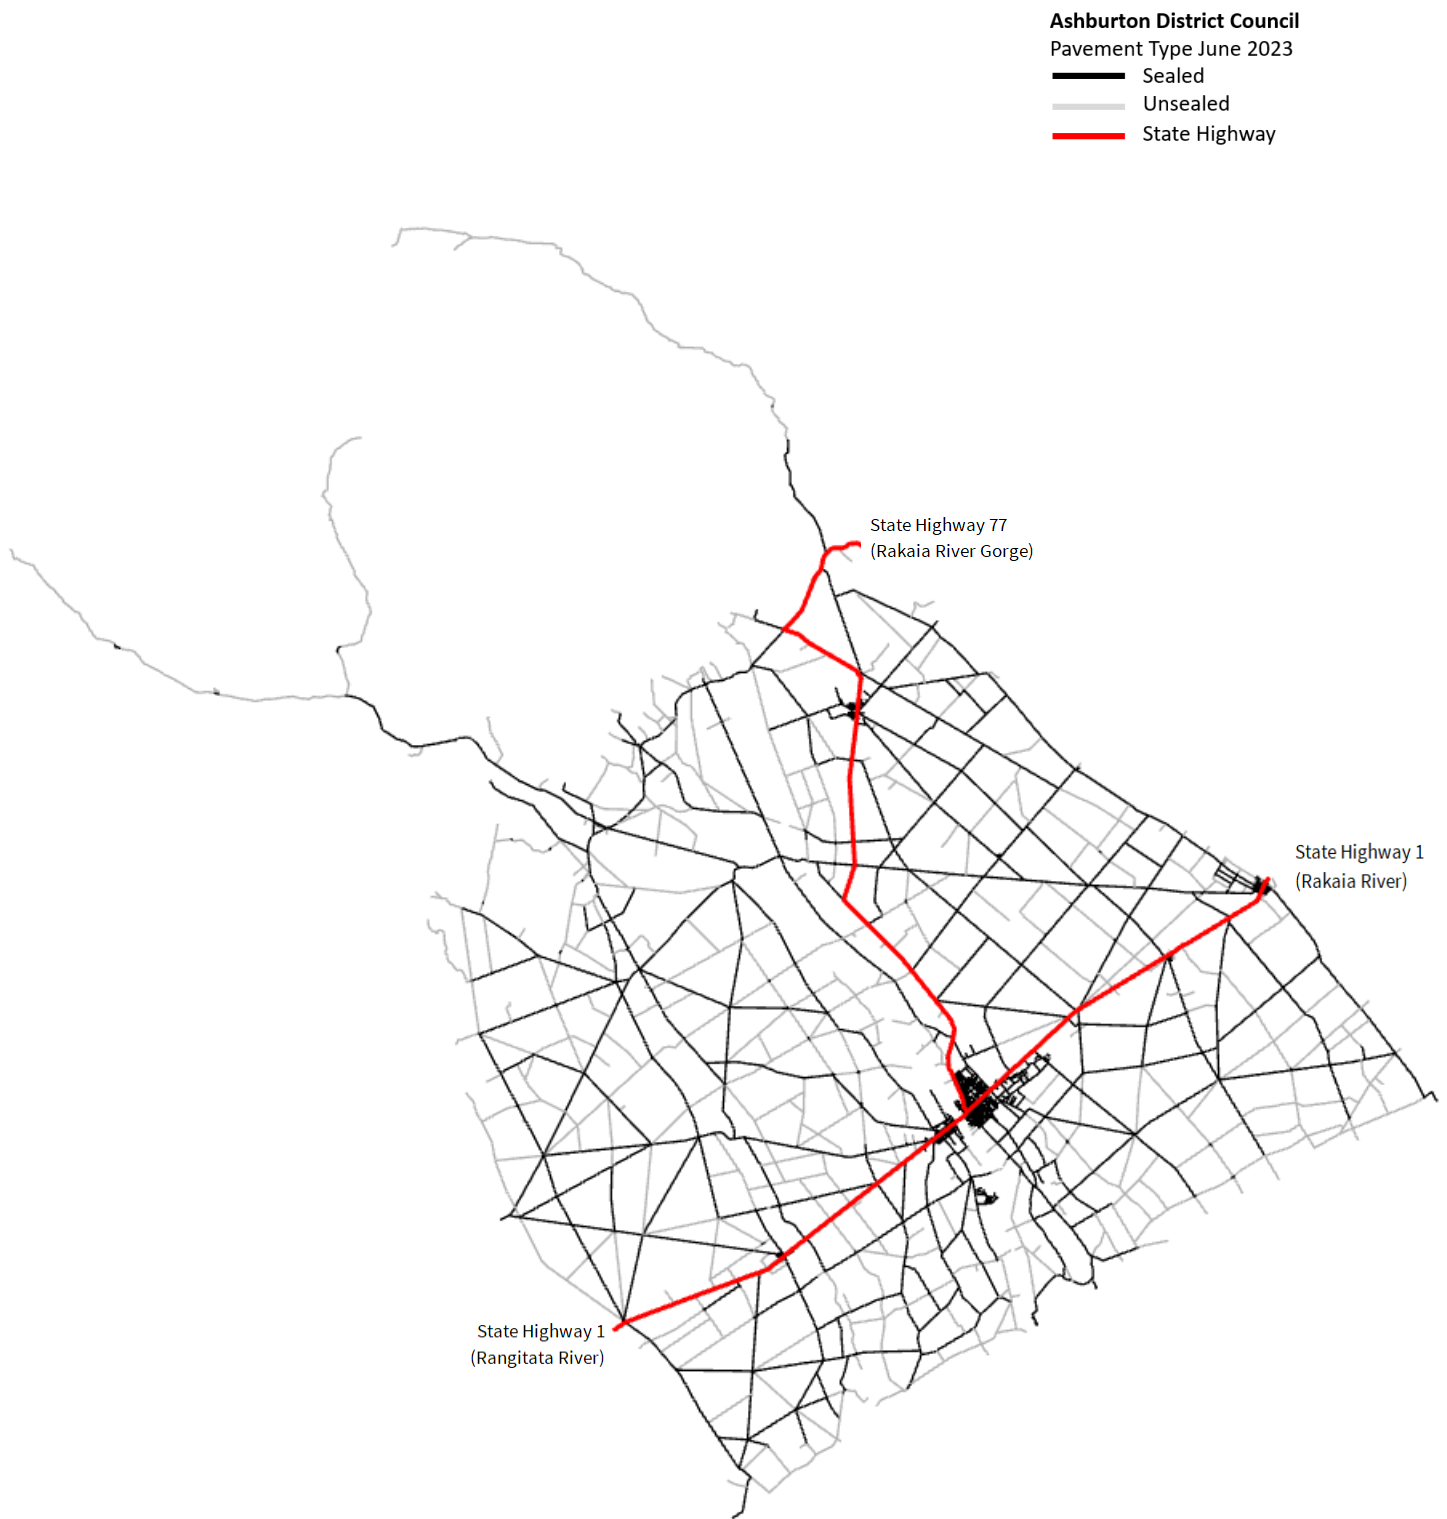 Ashburton District Council
Pavement Type June 2023
Sealed
Unsealed
State Highway
State Highway 77
(Rakaia River Gorge)
State Highway 1
(Rakaia River)
State Highway 1
(Rangitata River)